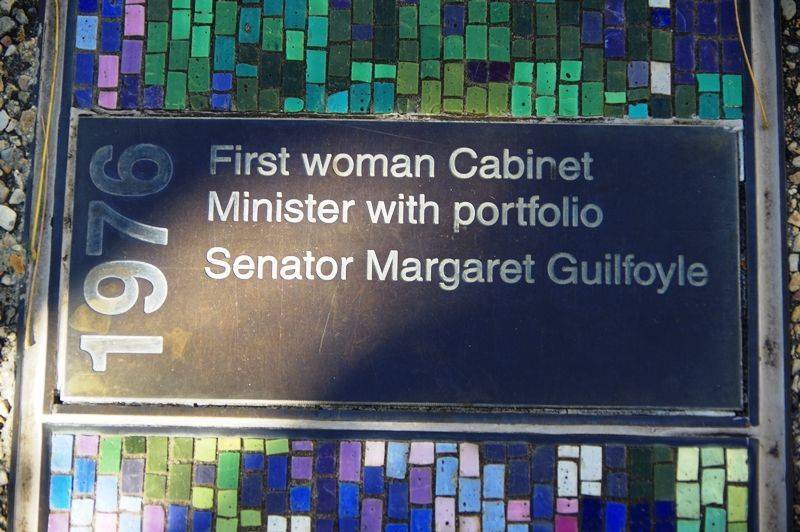 1976
First woman Cabinet
Minister with portfolio
Senator Margaret Guilfoyle